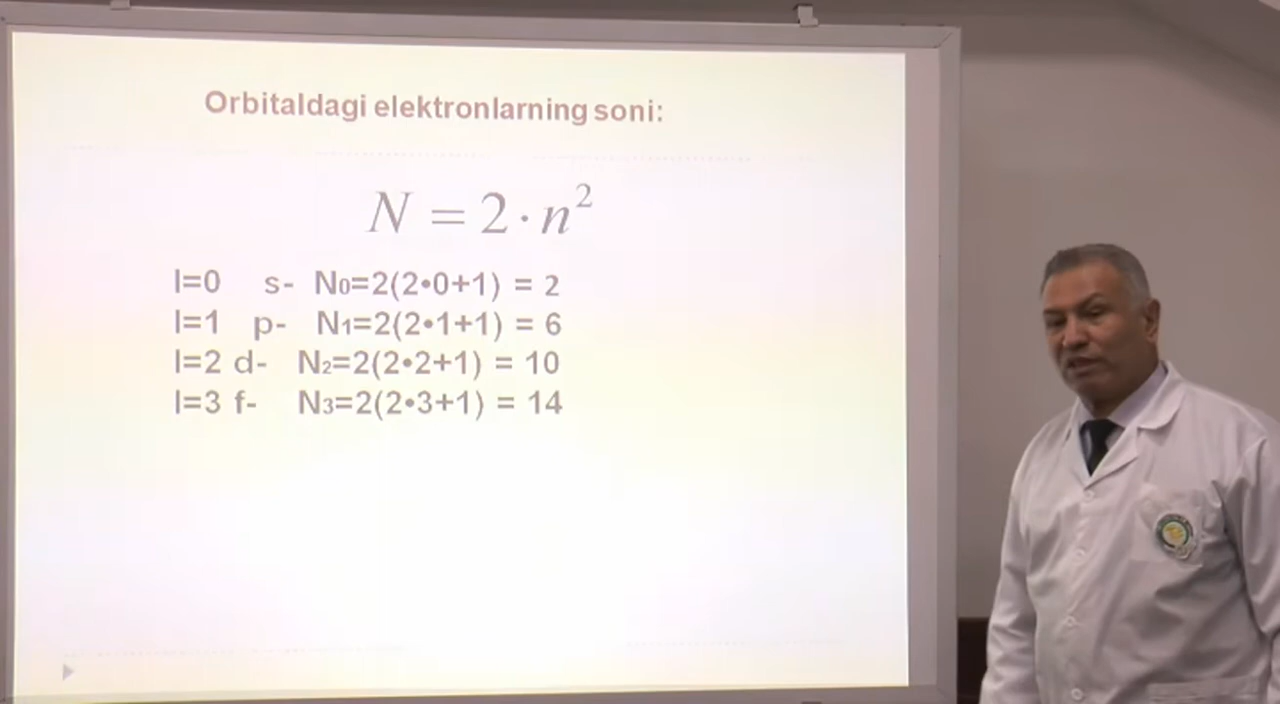 Orbitaldagi elektronlarning soni:
N = 2 · n²
l=0 s- N₀=2(2•0+1) = 2
l=1 p- N₁=2(2•1+1) = 6
l=2 d- N₂=2(2•2+1) = 10
l=3 f- N₃=2(2•3+1) = 14